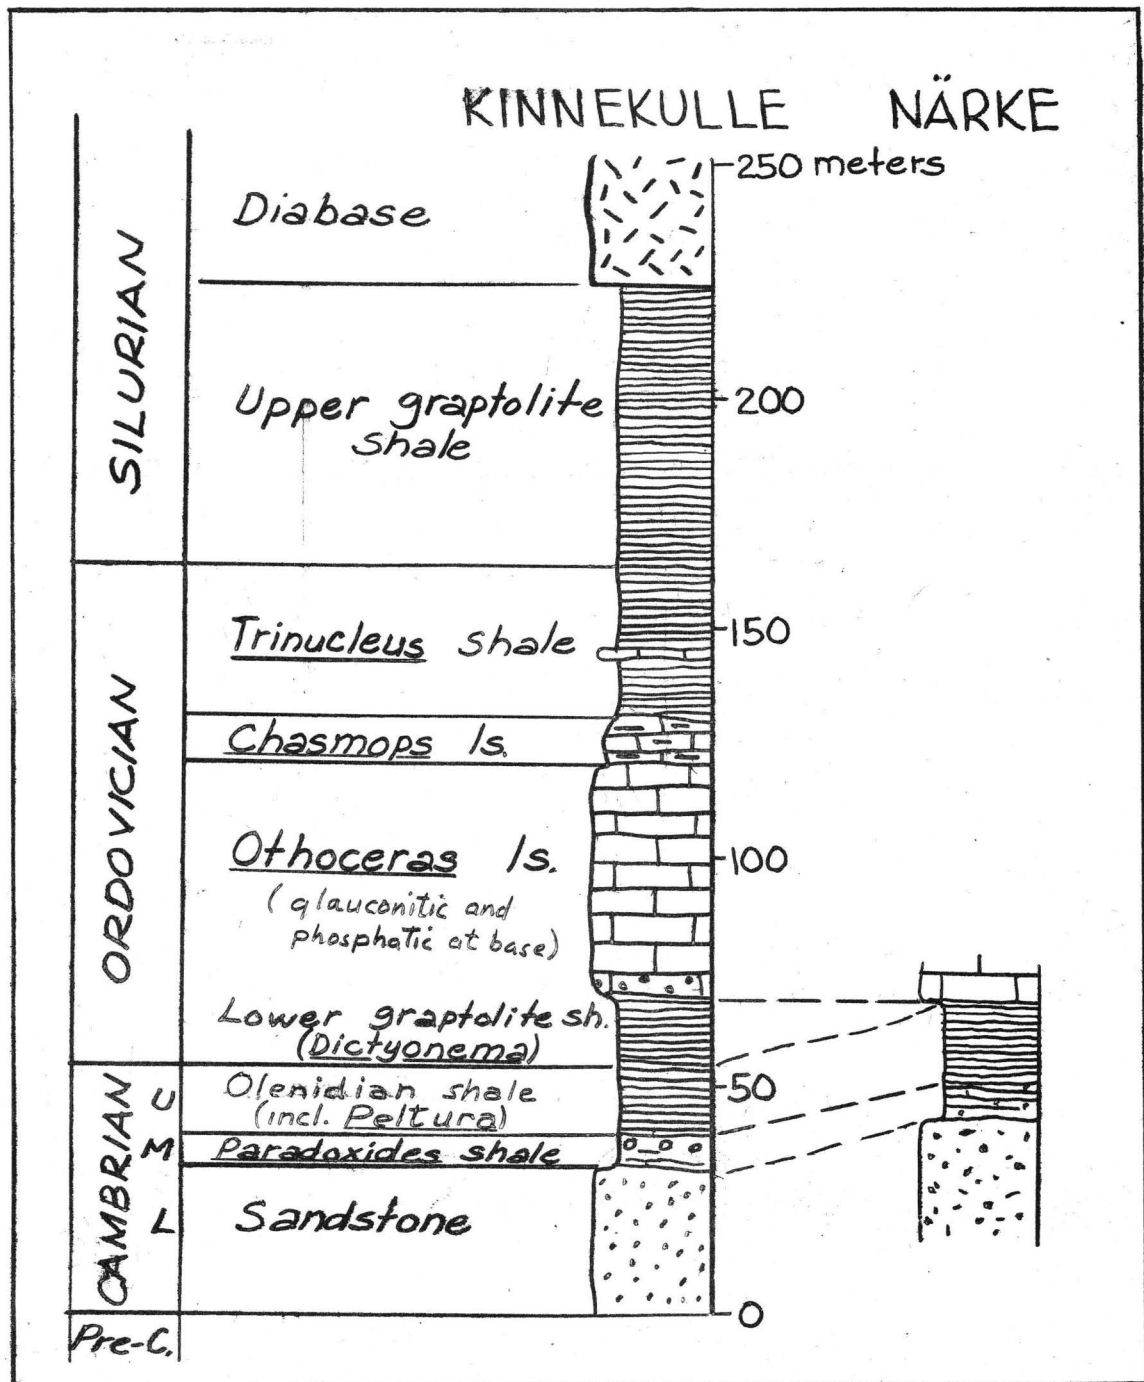 KINNEKULLE NÄRKE
250 meters
Diabase
SILURIAN
200
Upper graptolite
shale
150
Trinucleus shale
Chasmops ls.
ORDOVICIAN
100
Othoceras ls.
(glauconitic and
phosphatic at base)
Lower graptolite sh.
(Dictyonema)
50
CAMBRIAN
U
Olenidian shale
(incl. Peltura)
M
Paradoxides shale
L
Sandstone
0
Pre-C.